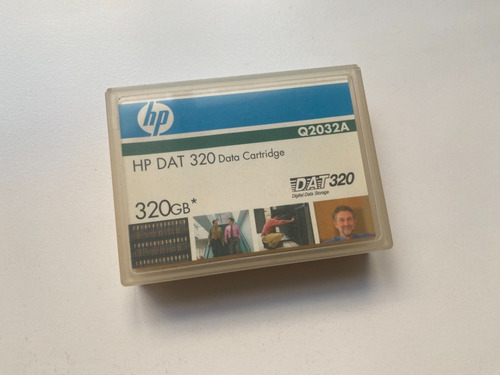 hp
Q2032A
HP DAT 320 Data Cartridge
DAT320
Digital Data Storage
320GB*